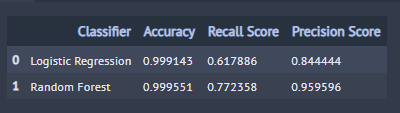 Classifier Accuracy Recall Score Precision Score
0 Logistic Regression 0.999143 0.617886 0.844444
1 Random Forest 0.999551 0.772358 0.959596